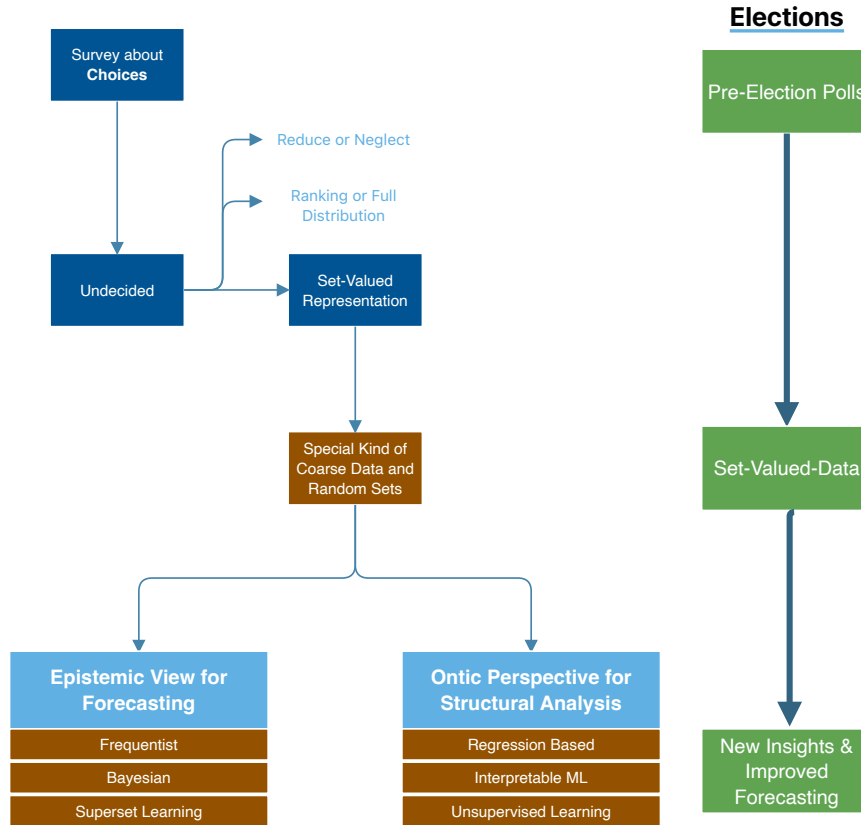 Elections
Survey about
Choices
Pre-Election Polls
Reduce or Neglect
Ranking or Full
Distribution
Undecided
Set-Valued
Representation
Special Kind of
Coarse Data and
Random Sets
Set-Valued-Data
Epistemic View for
Forecasting
Frequentist
Bayesian
Superset Learning
Ontic Perspective for
Structural Analysis
Regression Based
Interpretable ML
Unsupervised Learning
New Insights &
Improved
Forecasting